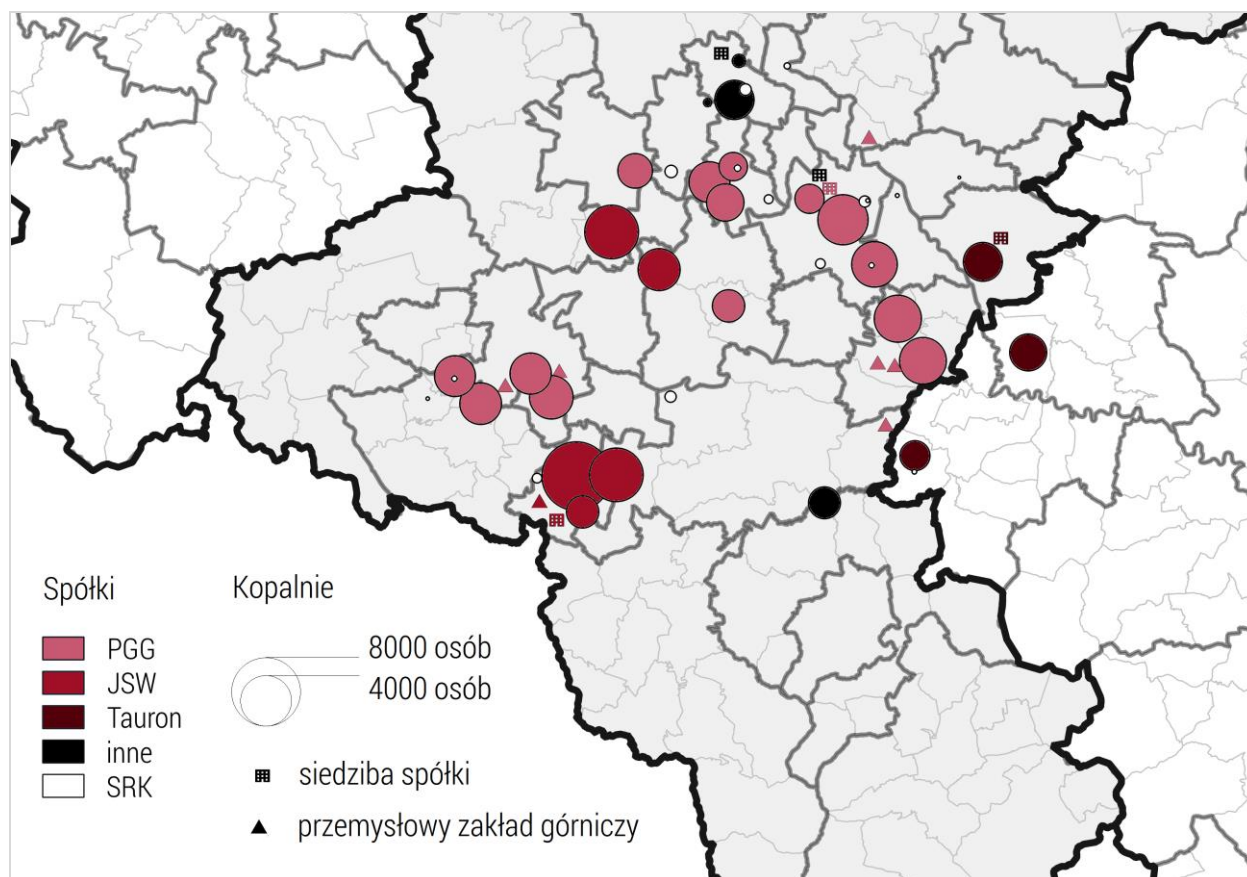 Spółki
PGG
JSW
Tauron
inne
SRK
Kopalnie
8000 osób
4000 osób
siedziba spółki
przemysłowy zakład górniczy